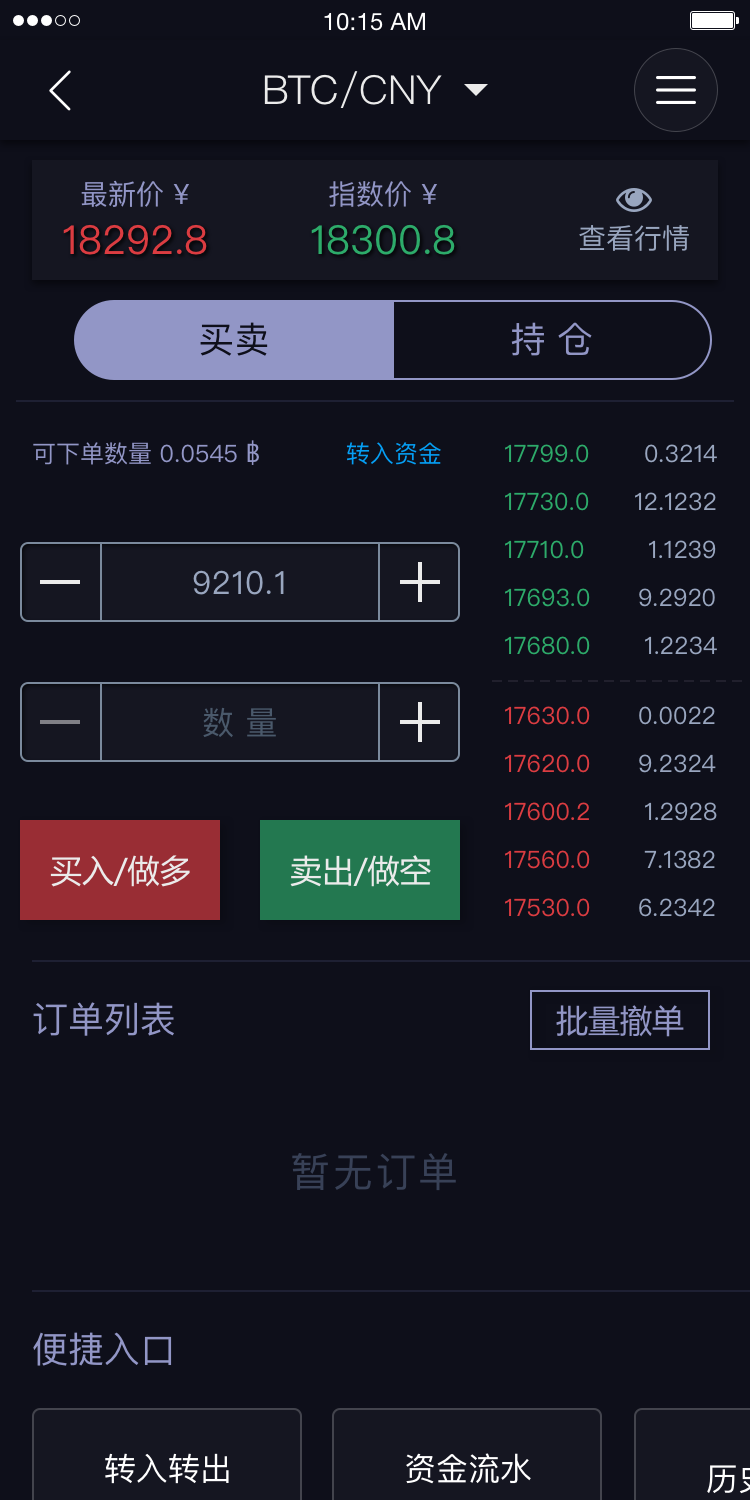 10:15 AM
BTC/CNY
最新价 ¥ 指数价 ¥
18292.8 18300.8 查看行情
买卖 持 仓
可下单数量 0.0545 ฿ 转入资金
9210.1
数 量
买入/做多 卖出/做空
17799.0 0.3214
17730.0 12.1232
17710.0 1.1239
17693.0 9.2920
17680.0 1.2234
17630.0 0.0022
17620.0 9.2324
17600.2 1.2928
17560.0 7.1382
17530.0 6.2342
订单列表 批量撤单
暂无订单
便捷入口
转入转出 资金流水 历史